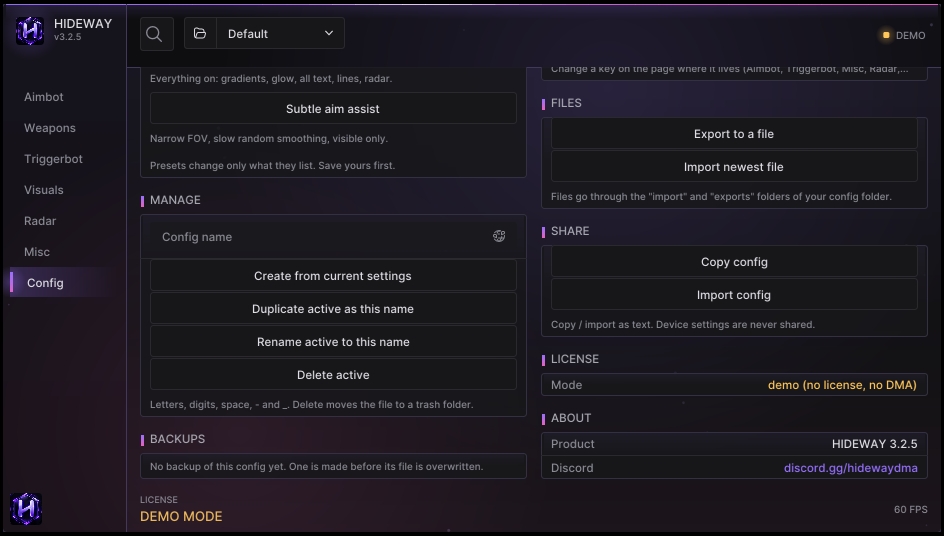 HIDEWAY
v3.2.5
Default
DEMO
Aimbot
Weapons
Triggerbot
Visuals
Radar
Misc
Config
Everything on: gradients, glow, all text, lines, radar.
Subtle aim assist
Narrow FOV, slow random smoothing, visible only.
Presets change only what they list. Save yours first.
MANAGE
Config name
Create from current settings
Duplicate active as this name
Rename active to this name
Delete active
Letters, digits, space, - and _. Delete moves the file to a trash folder.
BACKUPS
No backup of this config yet. One is made before its file is overwritten.
LICENSE
DEMO MODE
Change a key on the page where it lives (Aimbot, Triggerbot, Misc, Radar,...
FILES
Export to a file
Import newest file
Files go through the "import" and "exports" folders of your config folder.
SHARE
Copy config
Import config
Copy / import as text. Device settings are never shared.
LICENSE
Mode demo (no license, no DMA)
ABOUT
Product HIDEWAY 3.2.5
Discord discord.gg/hidewaydma
60 FPS